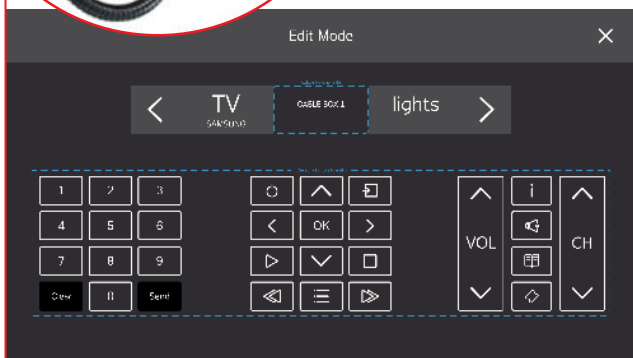 Edit Mode
TV
SAMSUNG
CABLE BOX 1
lights
1 2 3
4 5 6
7 8 9
Clear 0 Send
OK
VOL
i
CH